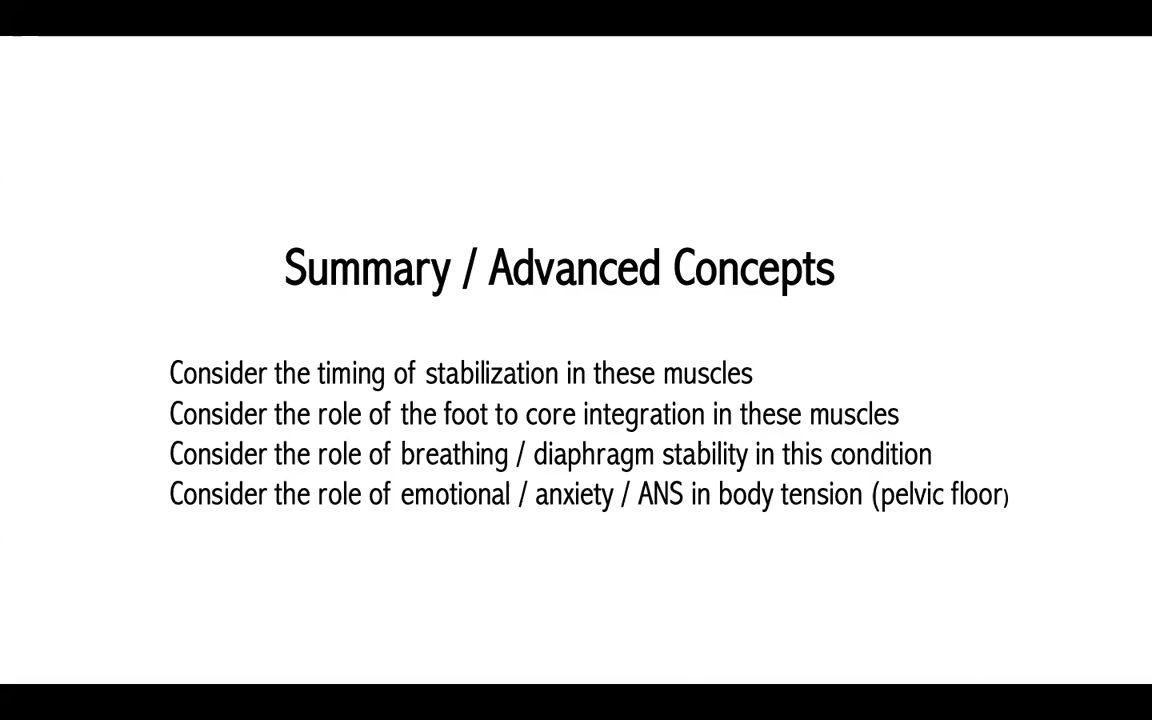 Summary / Advanced Concepts
Consider the timing of stabilization in these muscles
Consider the role of the foot to core integration in these muscles
Consider the role of breathing / diaphragm stability in this condition
Consider the role of emotional / anxiety / ANS in body tension (pelvic floor)